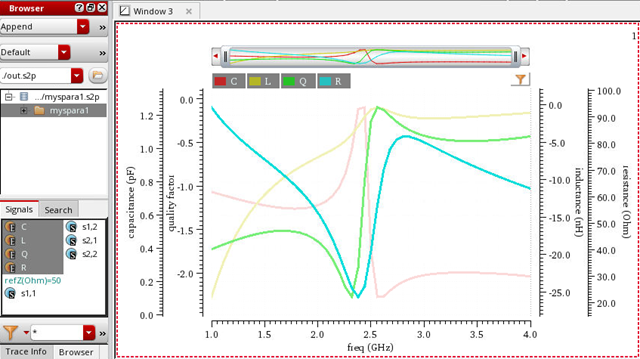 Browser
Append
»
Default
»
./out.s2p
.../myspara1.s2p
myspara1
Signals
Search
C
s1,2
L
s2,1
Q
s2,2
R
refZ(Ohm)=50
s1,1
*
»
Trace Info
Browser
Window 3
1
C
L
Q
R
capacitance (pF)
1.2
1.0
0.8
0.6
0.4
0.2
0.0
quality factor
0.0
-0.5
-1.0
-1.5
-2.0
1.0
1.5
2.0
2.5
3.0
3.5
4.0
freq (GHz)
inductance (nH)
0.0
-5.0
-10.0
-15.0
-20.0
-25.0
resistance (Ohm)
100.0
90.0
80.0
70.0
60.0
50.0
40.0
30.0
20.0